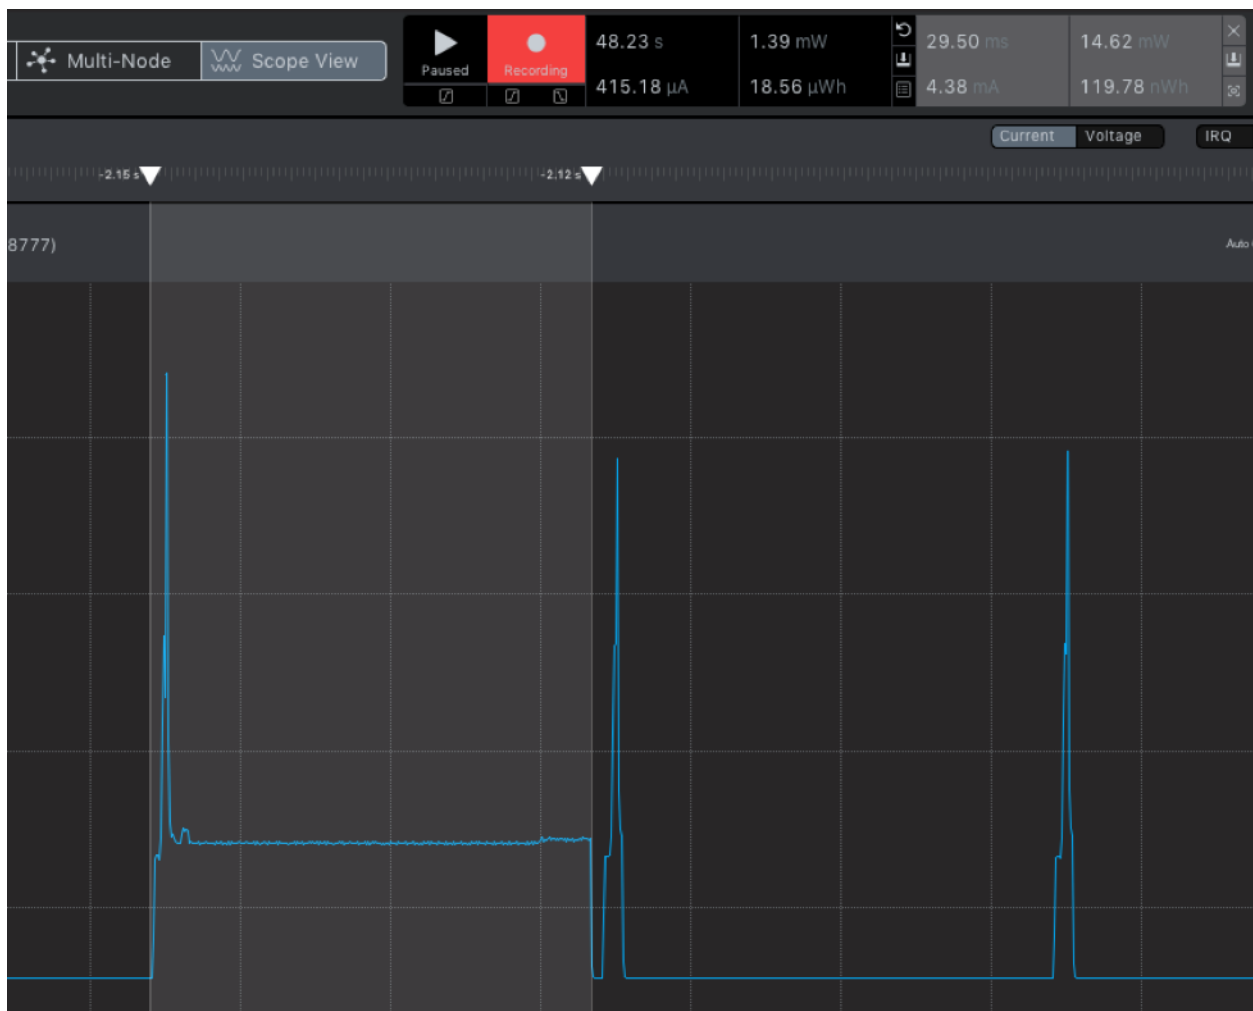 Multi-Node Scope View
Paused
Recording
48.23 s
415.18 µA
1.39 mW
18.56 µWh
29.50 ms
4.38 mA
14.62 mW
119.78 nWh
Current Voltage IRQ
-2.15 s -2.12 s
8777) Auto